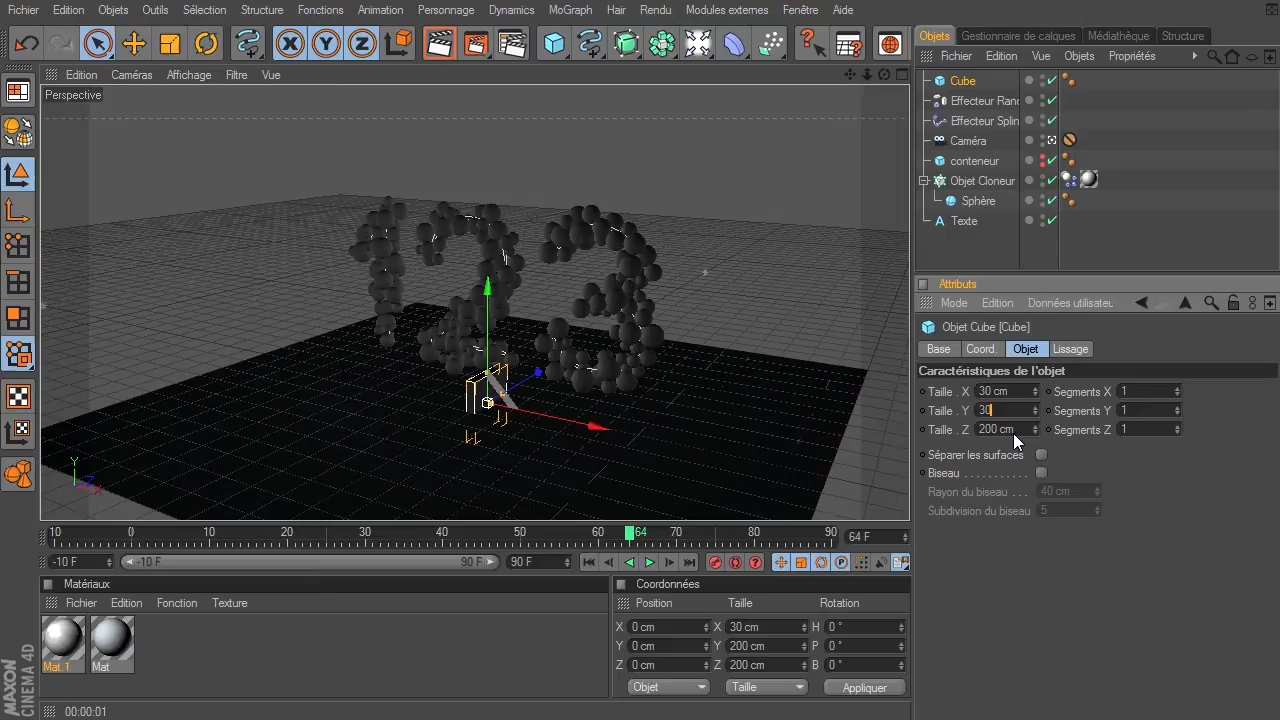 Fichier Edition Objets Outils Sélection Structure Fonctions Animation Personnage Dynamics MoGraph Hair Rendu Modules externes Fenêtre Aide
Edition Caméras Affichage Filtre Vue
Perspective
Objets Gestionnaire de calques Médiathèque Structure
Fichier Edition Vue Objets Propriétés
Cube
Effecteur Rand
Effecteur Splin
Caméra
conteneur
Objet Cloneur
Sphère
Texte
Attributs
Mode Edition Données utilisateu
Objet Cube [Cube]
Base Coord. Objet Lissage
Caractéristiques de l'objet
Taille . X 30 cm Segments X 1
Taille . Y 30 Segments Y 1
Taille . Z 200 cm Segments Z 1
Séparer les surfaces
Biseau . . . . . . . . . . .
Rayon du biseau . . . 40 cm
Subdivision du biseau 5
Y
Z
X
10 0 10 20 30 40 50 60 64 70 80 90 64 F
-10 F -10 F 90 F 90 F
Matériaux
Fichier Edition Fonction Texture
Mat.1 Mat
Coordonnées
Position Taille Rotation
X 0 cm X 30 cm H 0 °
Y 0 cm Y 200 cm P 0 °
Z 0 cm Z 200 cm B 0 °
Objet Taille Appliquer
MAXON
CINEMA 4D
00:00:01